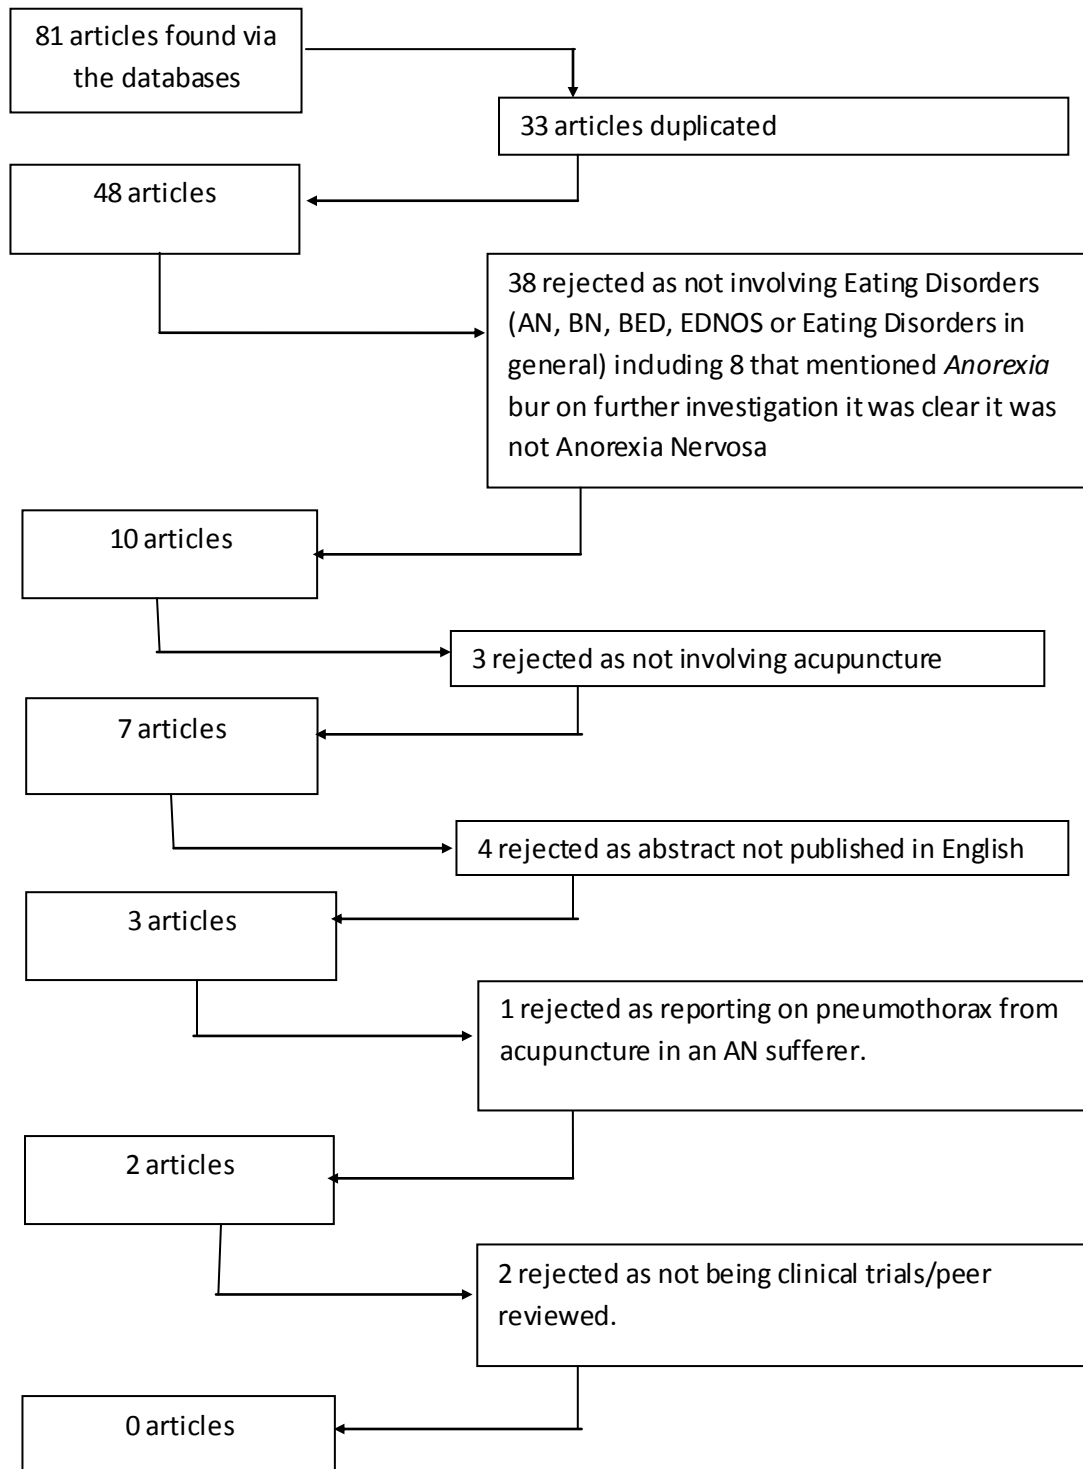 81 articles found via
the databases
33 articles duplicated
48 articles
38 rejected as not involving Eating Disorders
(AN, BN, BED, EDNOS or Eating Disorders in
general) including 8 that mentioned Anorexia
bur on further investigation it was clear it was
not Anorexia Nervosa
10 articles
3 rejected as not involving acupuncture
7 articles
4 rejected as abstract not published in English
3 articles
1 rejected as reporting on pneumothorax from
acupuncture in an AN sufferer.
2 articles
2 rejected as not being clinical trials/peer
reviewed.
0 articles